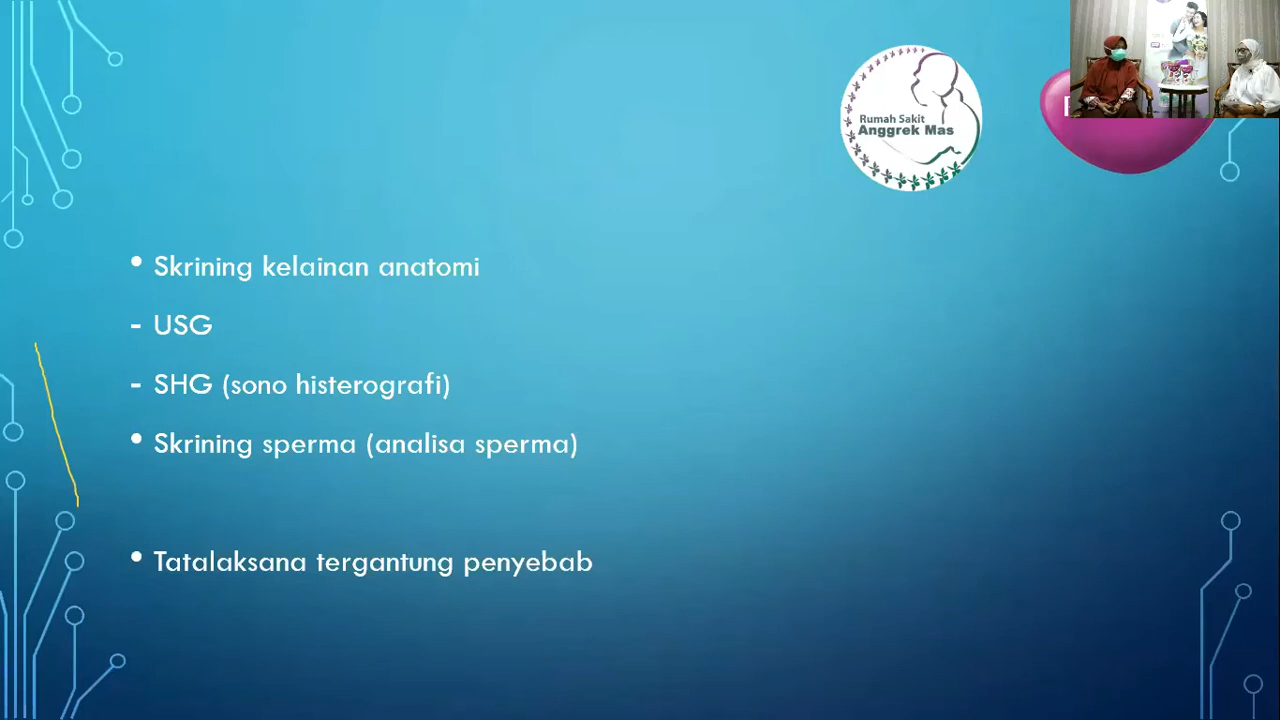 Rumah Sakit
Anggrek Mas
• Skrining kelainan anatomi
- USG
- SHG (sono histerografi)
• Skrining sperma (analisa sperma)
• Tatalaksana tergantung penyebab